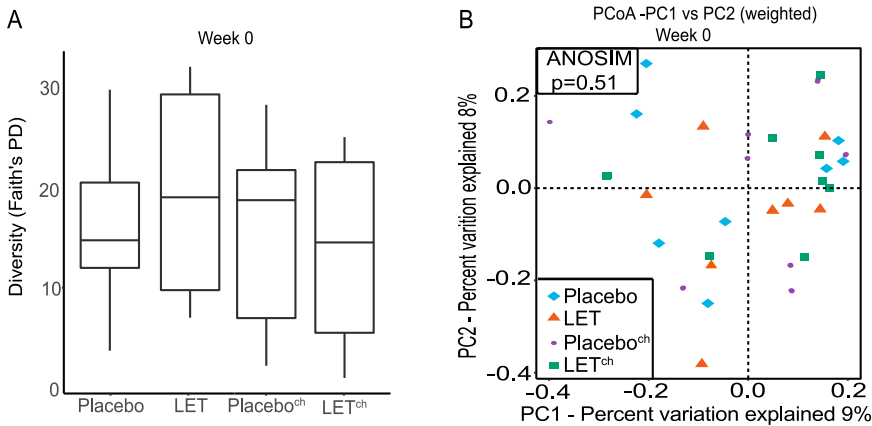 A
Week 0
Diversity (Faith's PD)
30
20
10
0
Placebo
LET
Placebo^ch
LET^ch
B
PCoA -PC1 vs PC2 (weighted)
Week 0
ANOSIM
p=0.51
PC2 - Percent varition explained 8%
0.2
0.0
-0.2
-0.4
Placebo
LET
Placebo^ch
LET^ch
-0.4
-0.2
0.0
0.2
PC1 - Percent variation explained 9%